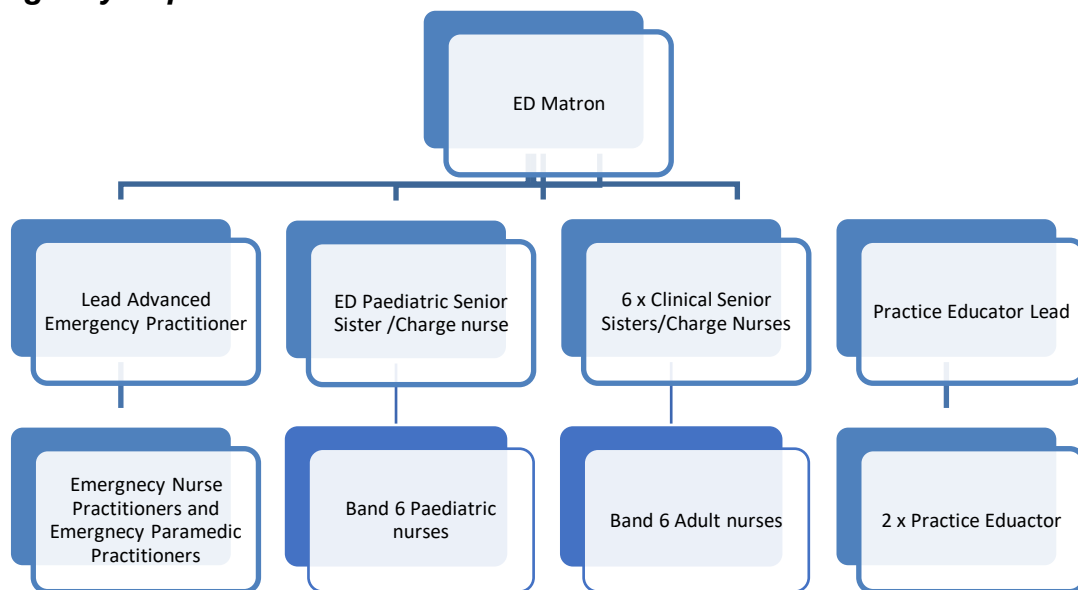 ED Matron
Lead Advanced
Emergency Practitioner
ED Paediatric Senior
Sister /Charge nurse
6 x Clinical Senior
Sisters/Charge Nurses
Practice Educator Lead
Emergnecy Nurse
Practitioners and
Emergnecy Paramedic
Practitioners
Band 6 Paediatric
nurses
Band 6 Adult nurses
2 x Practice Eduactor